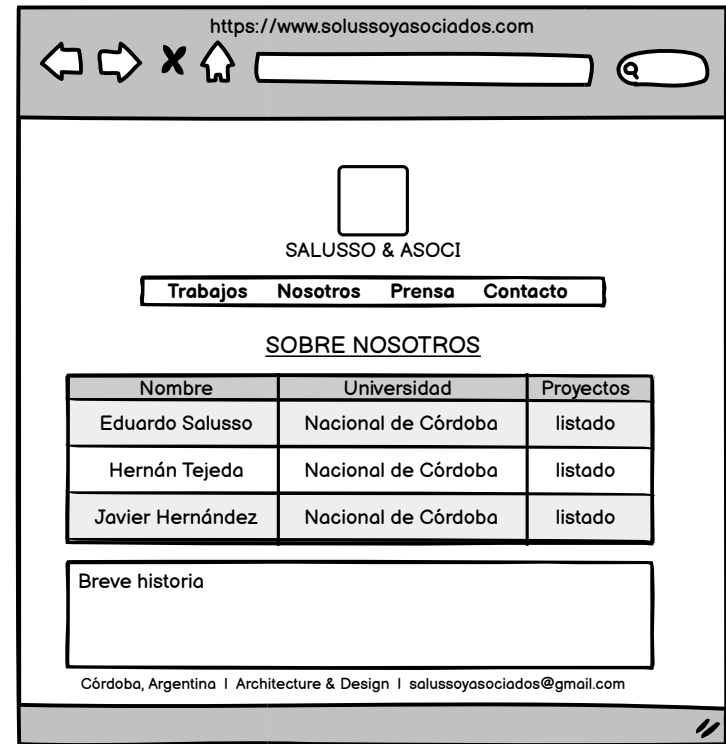 https://www.solussoyasociados.com
SALUSSO & ASOCI
Trabajos Nosotros Prensa Contacto
SOBRE NOSOTROS
Nombre Universidad Proyectos
Eduardo Salusso Nacional de Córdoba listado
Hernán Tejeda Nacional de Córdoba listado
Javier Hernández Nacional de Córdoba listado
Breve historia
Córdoba, Argentina I Architecture & Design I salussoyasociados@gmail.com